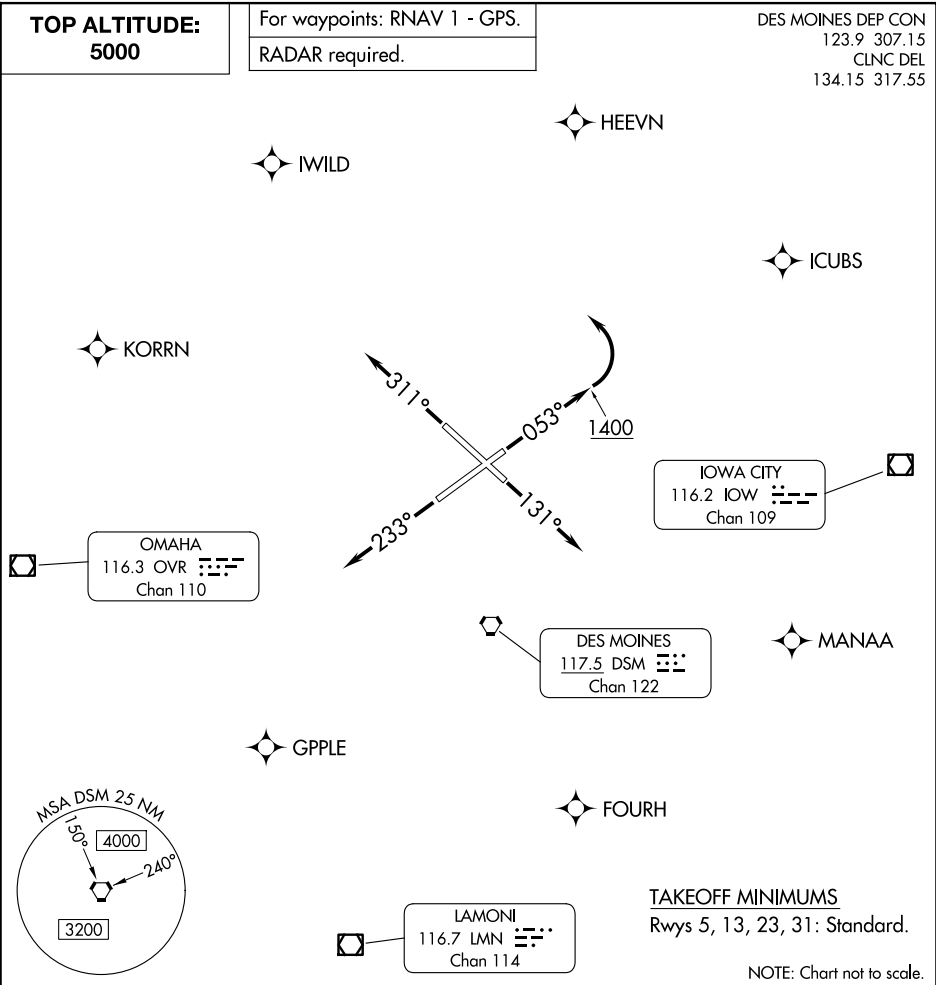 TOP ALTITUDE:
5000
For waypoints: RNAV 1 - GPS.
RADAR required.
DES MOINES DEP CON
123.9 307.15
CLNC DEL
134.15 317.55
HEEVN
IWILD
ICUBS
KORRN
311°
053°
1400
131°
233°
IOWA CITY
116.2 IOW
Chan 109
OMAHA
116.3 OVR
Chan 110
DES MOINES
117.5 DSM
Chan 122
MANAA
GPPLE
FOURH
MSA DSM 25 NM
150°
4000
240°
3200
LAMONI
116.7 LMN
Chan 114
TAKEOFF MINIMUMS
Rwys 5, 13, 23, 31: Standard.
NOTE: Chart not to scale.